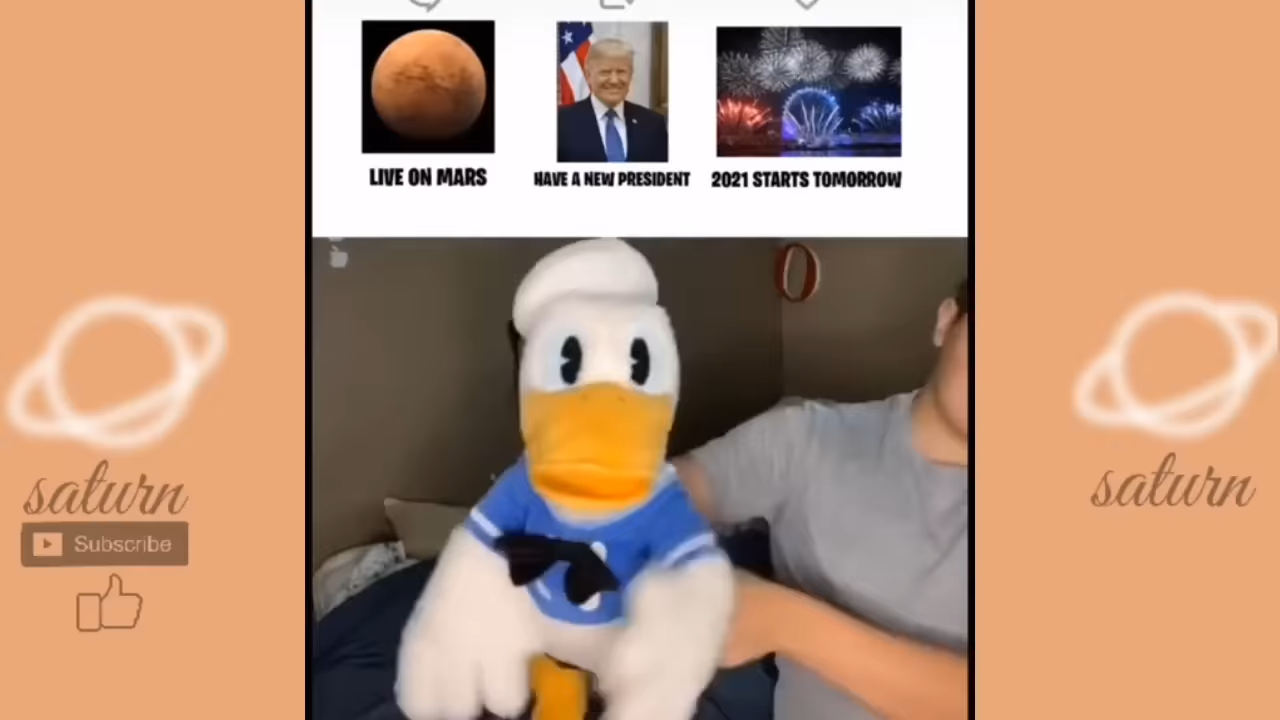 LIVE ON MARS
HAVE A NEW PRESIDENT
2021 STARTS TOMORROW
O
saturn
Subscribe
saturn